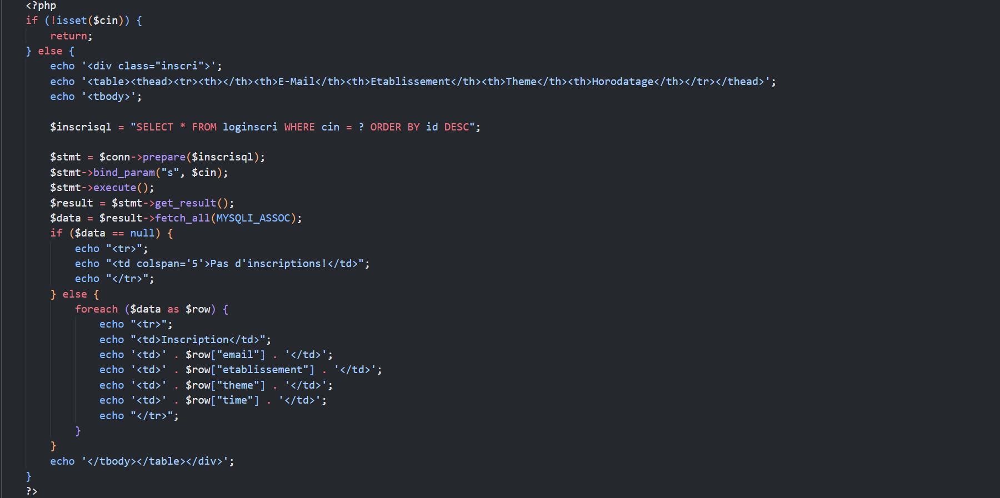 <?php
if (!isset($cin)) {
    return;
} else {
    echo '<div class="inscri">';
    echo '<table><thead><tr><th></th><th>E-Mail</th><th>Etablissement</th><th>Theme</th><th>Horodatage</th></tr></thead>';
    echo '<tbody>';

    $inscrisql = "SELECT * FROM loginscri WHERE cin = ? ORDER BY id DESC";

    $stmt = $conn->prepare($inscrisql);
    $stmt->bind_param("s", $cin);
    $stmt->execute();
    $result = $stmt->get_result();
    $data = $result->fetch_all(MYSQLI_ASSOC);
    if ($data == null) {
        echo "<tr>";
        echo "<td colspan='5'>Pas d'inscriptions!</td>";
        echo "</tr>";
    } else {
        foreach ($data as $row) {
            echo "<tr>";
            echo "<td>Inscription</td>";
            echo '<td>' . $row["email"] . '</td>';
            echo '<td>' . $row["etablissement"] . '</td>';
            echo '<td>' . $row["theme"] . '</td>';
            echo '<td>' . $row["time"] . '</td>';
            echo "</tr>";
        }
    }
    echo '</tbody></table></div>';
}
?>